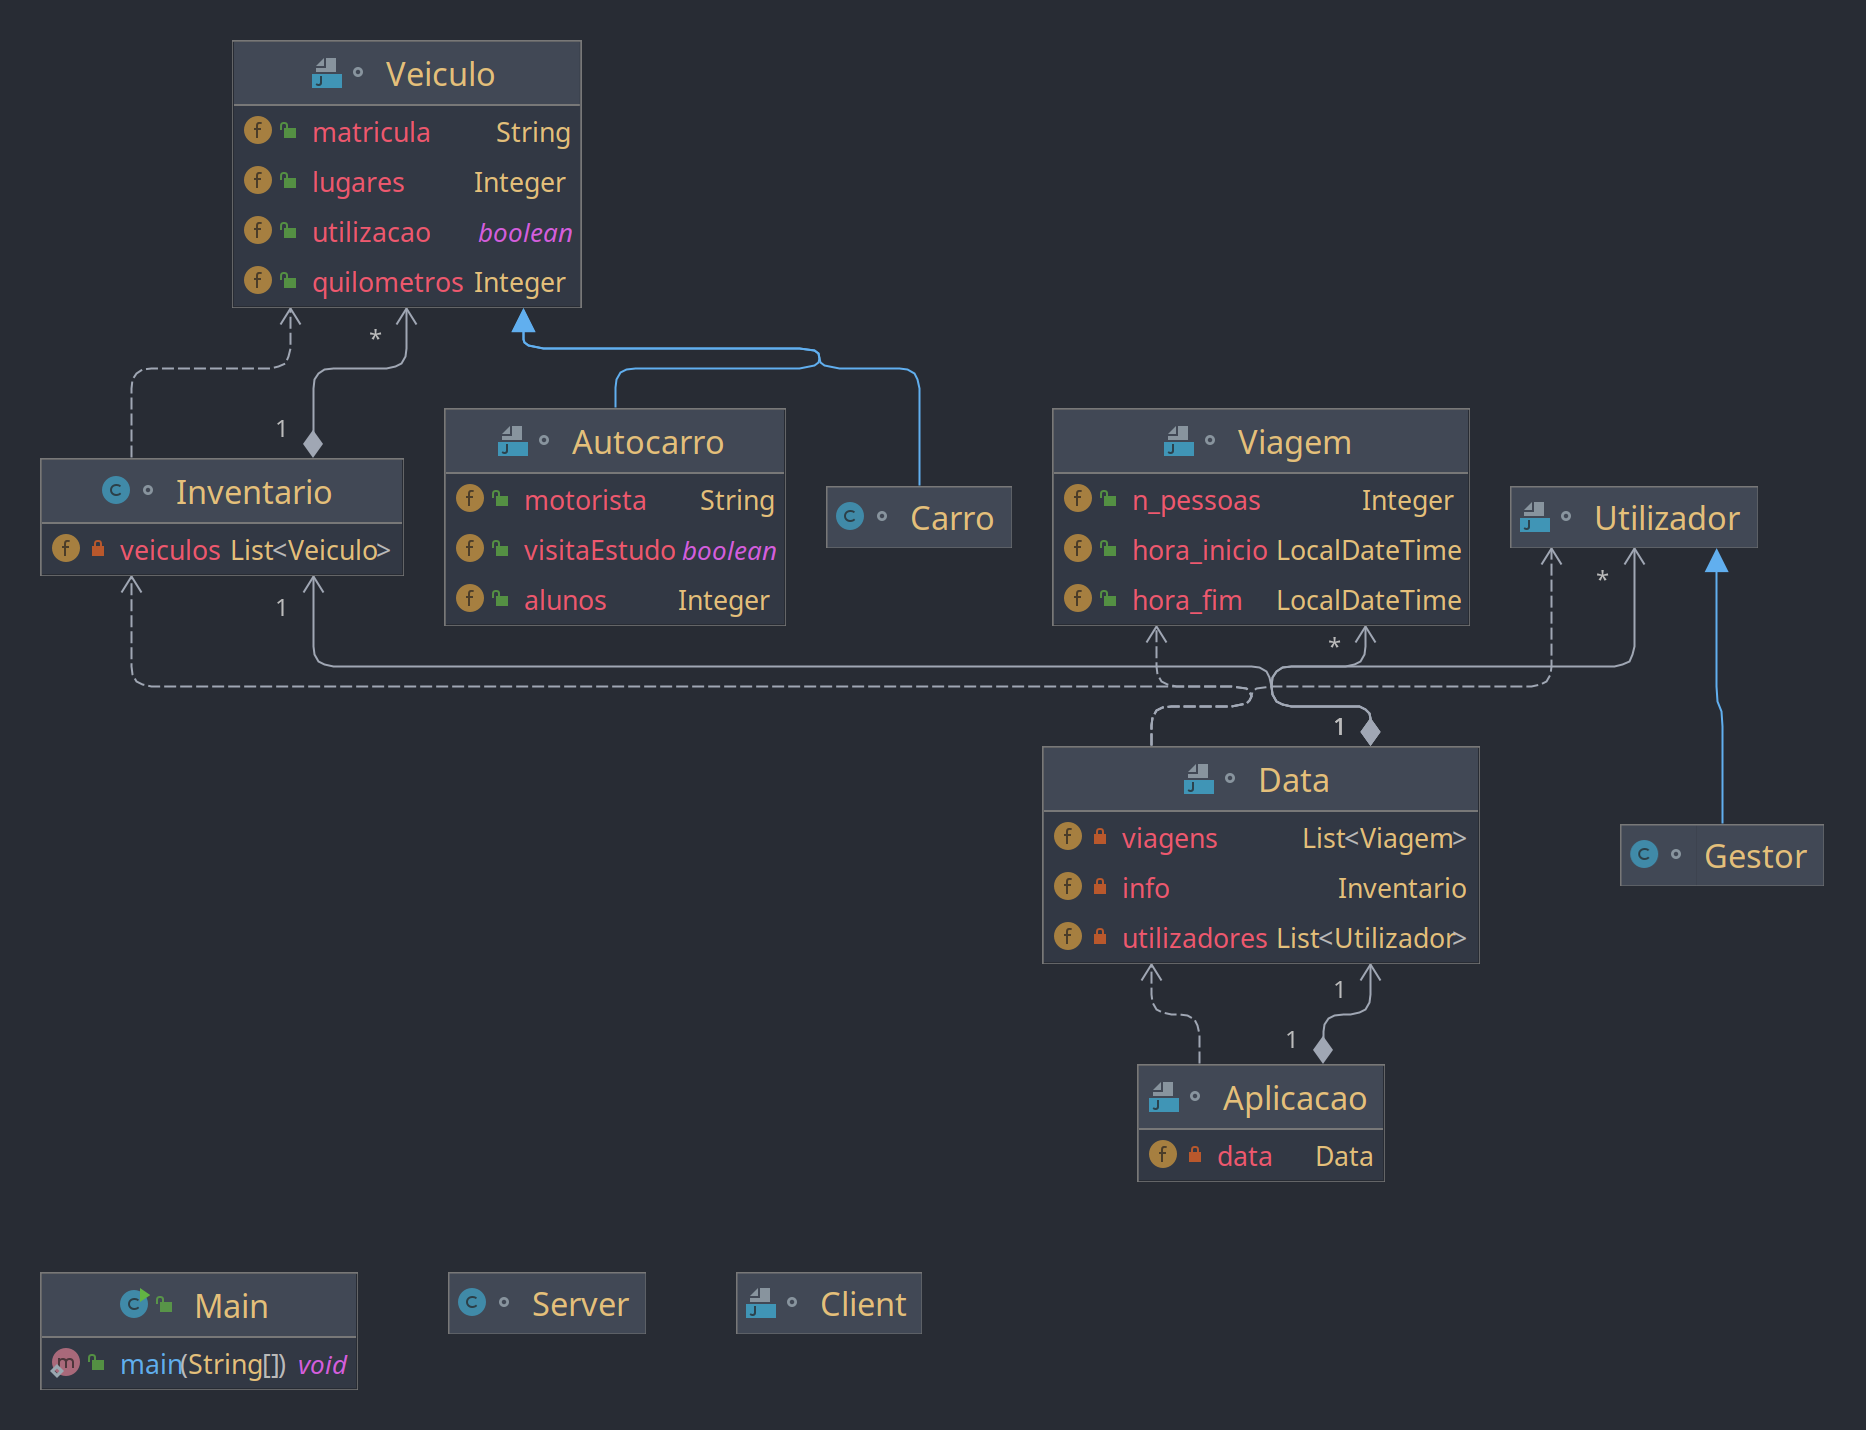 Veiculo
matricula String
lugares Integer
utilizacao boolean
quilometros Integer
*
1
Inventario
veiculos List<Veiculo>
1
Autocarro
motorista String
visitaEstudo boolean
alunos Integer
Carro
Viagem
n_pessoas Integer
hora_inicio LocalDateTime
hora_fim LocalDateTime
*
Utilizador
*
1
Data
viagens List<Viagem>
info Inventario
utilizadores List<Utilizador>
Gestor
1
1
Aplicacao
data Data
Main
main(String[]) void
Server
Client